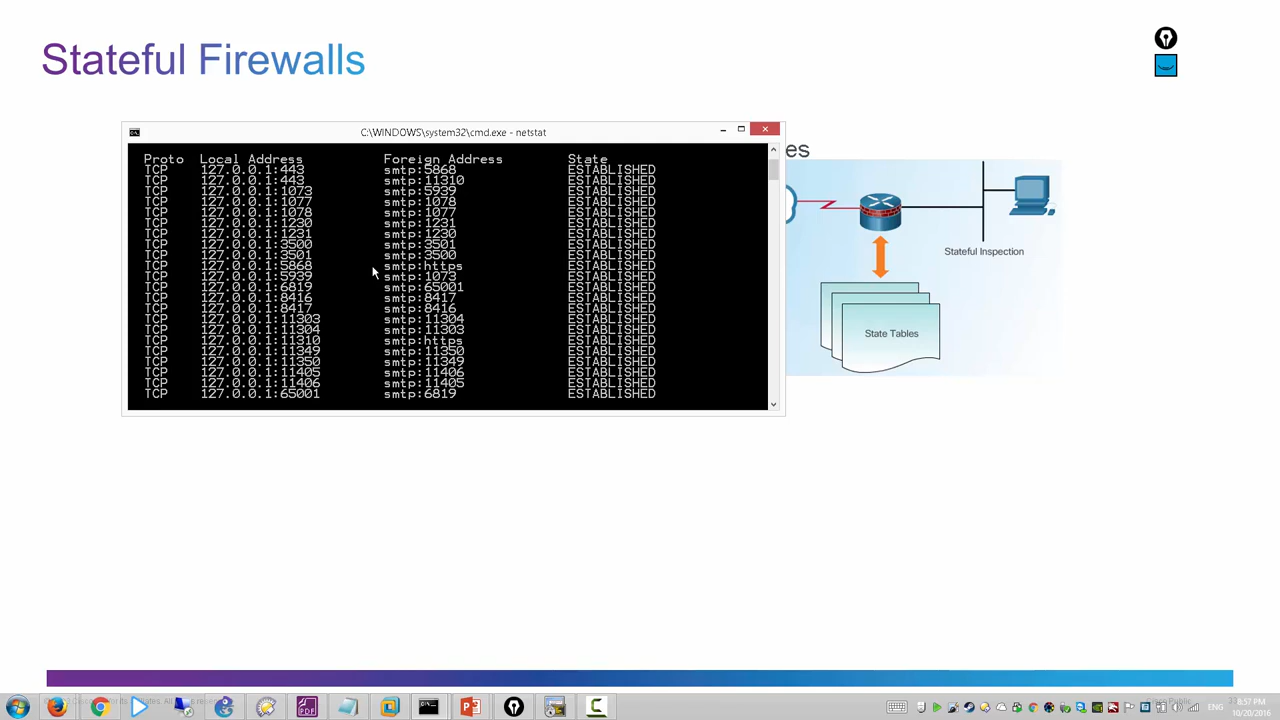 Stateful Firewalls
C:\WINDOWS\system32\cmd.exe - netstat
es
Proto Local Address Foreign Address State
TCP 127.0.0.1:443 smtp:5868 ESTABLISHED
TCP 127.0.0.1:443 smtp:11310 ESTABLISHED
TCP 127.0.0.1:1073 smtp:5939 ESTABLISHED
TCP 127.0.0.1:1077 smtp:1078 ESTABLISHED
TCP 127.0.0.1:1078 smtp:1077 ESTABLISHED
TCP 127.0.0.1:1230 smtp:1231 ESTABLISHED
TCP 127.0.0.1:1231 smtp:1230 ESTABLISHED
TCP 127.0.0.1:3500 smtp:3501 ESTABLISHED
TCP 127.0.0.1:3501 smtp:3500 ESTABLISHED
TCP 127.0.0.1:5868 smtp:https ESTABLISHED
TCP 127.0.0.1:5939 smtp:1073 ESTABLISHED
TCP 127.0.0.1:6819 smtp:65001 ESTABLISHED
TCP 127.0.0.1:8416 smtp:8417 ESTABLISHED
TCP 127.0.0.1:8417 smtp:8416 ESTABLISHED
TCP 127.0.0.1:11303 smtp:11304 ESTABLISHED
TCP 127.0.0.1:11304 smtp:11303 ESTABLISHED
TCP 127.0.0.1:11310 smtp:https ESTABLISHED
TCP 127.0.0.1:11349 smtp:11350 ESTABLISHED
TCP 127.0.0.1:11350 smtp:11349 ESTABLISHED
TCP 127.0.0.1:11405 smtp:11406 ESTABLISHED
TCP 127.0.0.1:11406 smtp:11405 ESTABLISHED
TCP 127.0.0.1:65001 smtp:6819 ESTABLISHED
Stateful Inspection
State Tables
PDF
ENG
8:57 PM
10/20/2016